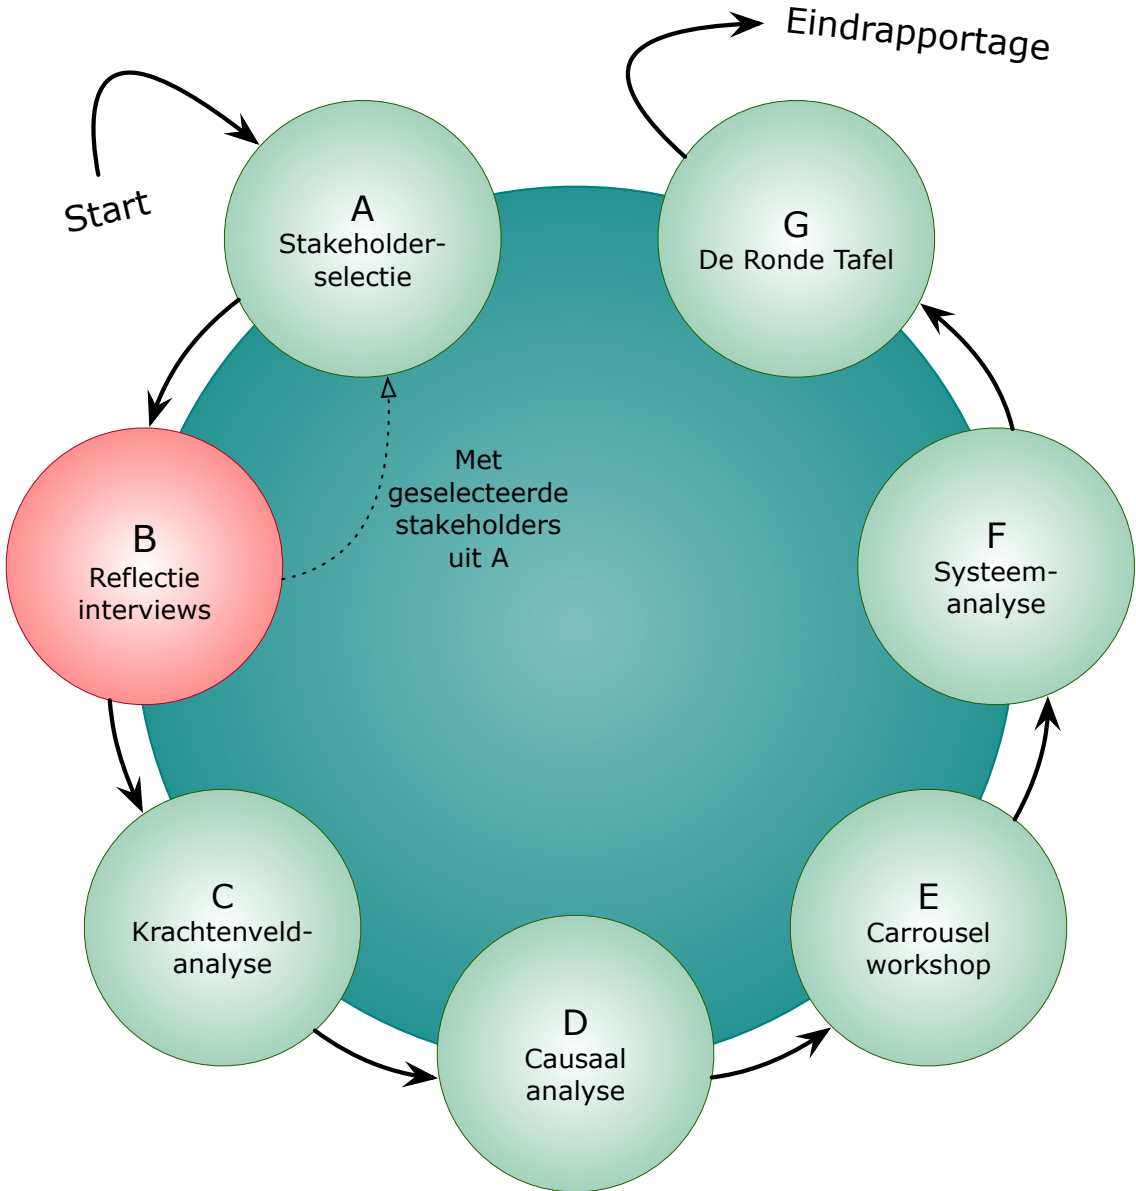 Start
A
Stakeholder-
selectie
B
Reflectie
interviews
Met
geselecteerde
stakeholders
uit A
C
Krachtenveld-
analyse
D
Causaal
analyse
E
Carrousel
workshop
F
Systeem-
analyse
G
De Ronde Tafel
Eindrapportage